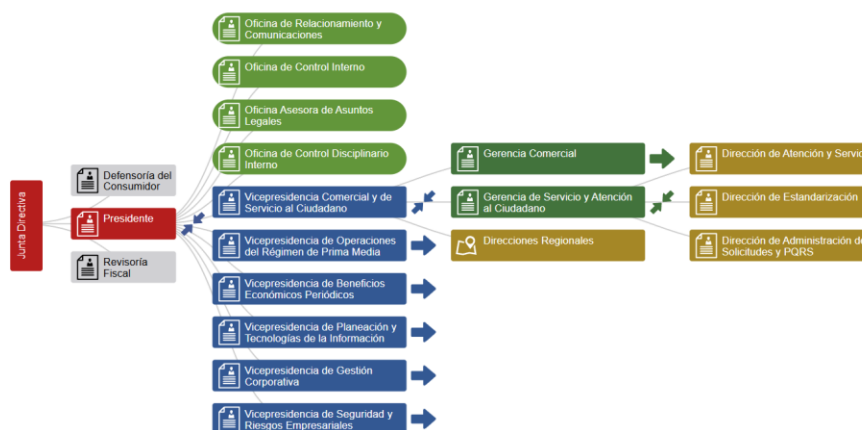 Junta Directiva
Defensoría del
Consumidor
Presidente
Revisoría
Fiscal
Oficina de Relacionamiento y
Comunicaciones
Oficina de Control Interno
Oficina Asesora de Asuntos
Legales
Oficina de Control Disciplinario
Interno
Vicepresidencia Comercial y de
Servicio al Ciudadano
Vicepresidencia de Operaciones
del Régimen de Prima Media
Vicepresidencia de Beneficios
Económicos Periódicos
Vicepresidencia de Planeación y
Tecnologías de la Información
Vicepresidencia de Gestión
Corporativa
Vicepresidencia de Seguridad y
Riesgos Empresariales
Gerencia Comercial
Gerencia de Servicio y Atención
al Ciudadano
Direcciones Regionales
Dirección de Atención y Servic
Dirección de Estandarización
Dirección de Administración de
Solicitudes y PQRS